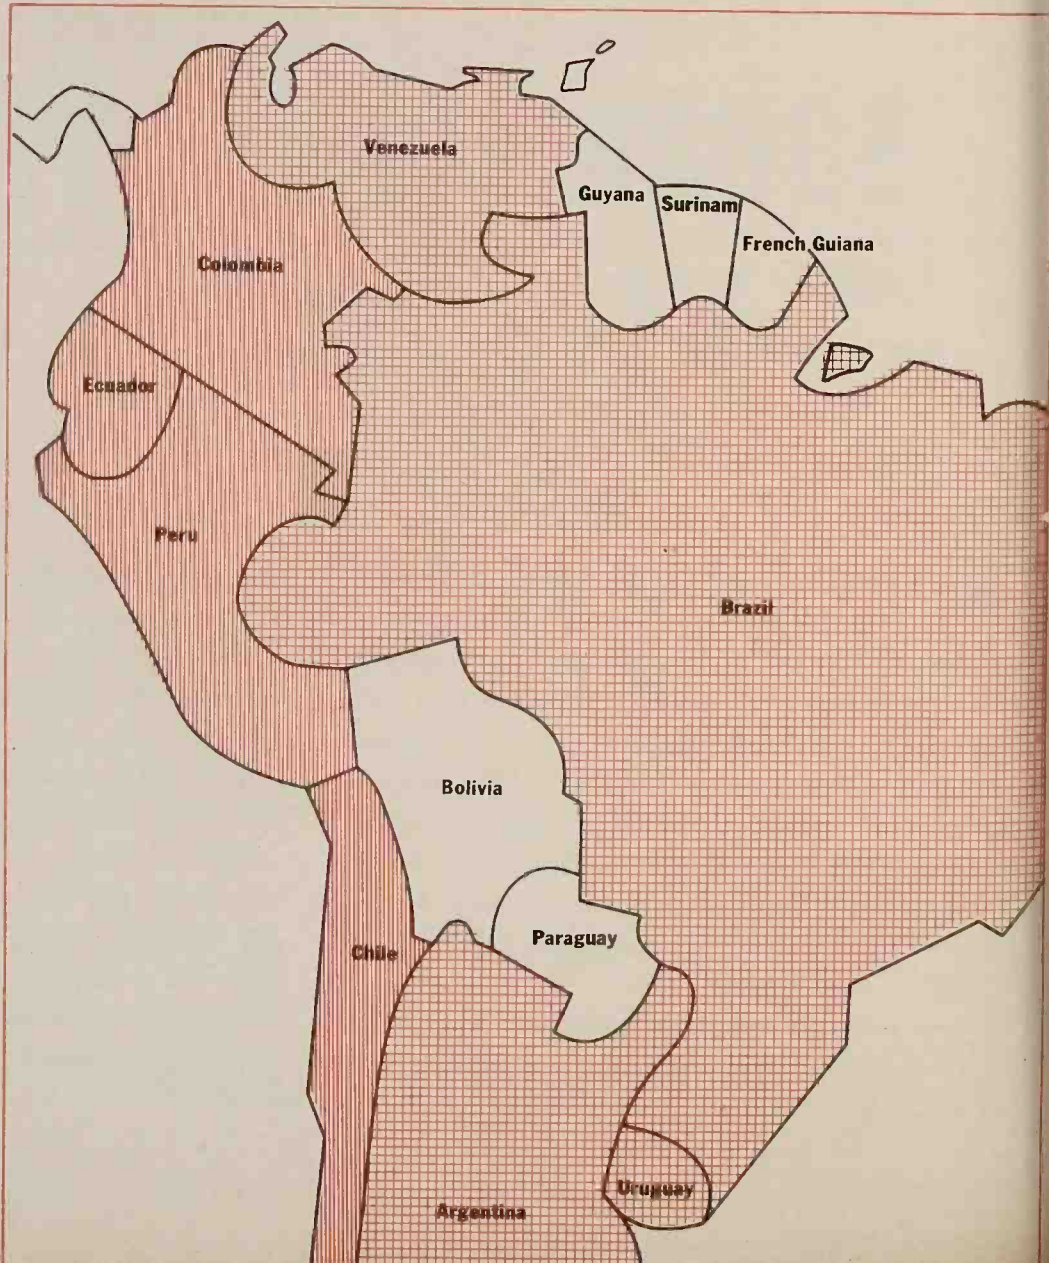 Venezuela
Guyana
Surinam
French Guiana
Colombia
Ecuador
Peru
Brazil
Bolivia
Paraguay
Chile
Uruguay
Argentina